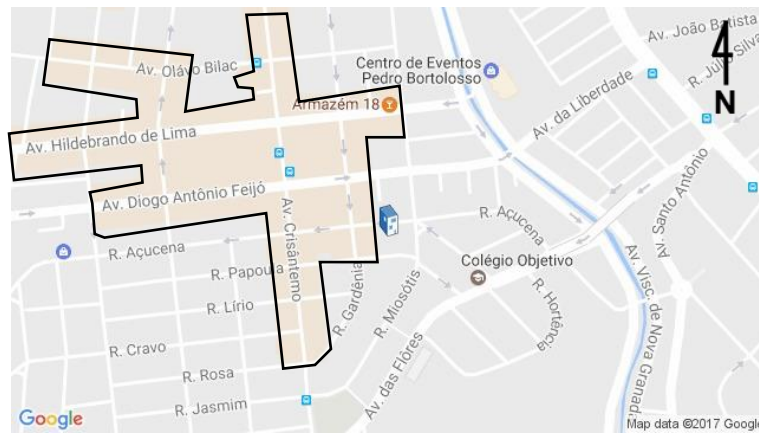 Av. João Batista
R. Júlio Silva
N
Av. Olávo Bilac
Centro de Eventos
Pedro Bortolosso
Armazém 18
Av. da Liberdade
Av. Hildebrando de Lima
Av. Santo Antônio
Av. Diogo Antônio Feijó
R. Açucena
R. Açucena
Av. Crisântemo
R. Papoula
Colégio Objetivo
R. Lírio
R. Gardênia
R. Miosótis
R. Hortência
Av. Visc. de Nova Granad
R. Cravo
R. Rosa
Av. das Flôres
R. Jasmim
Google
Map data ©2017 Google